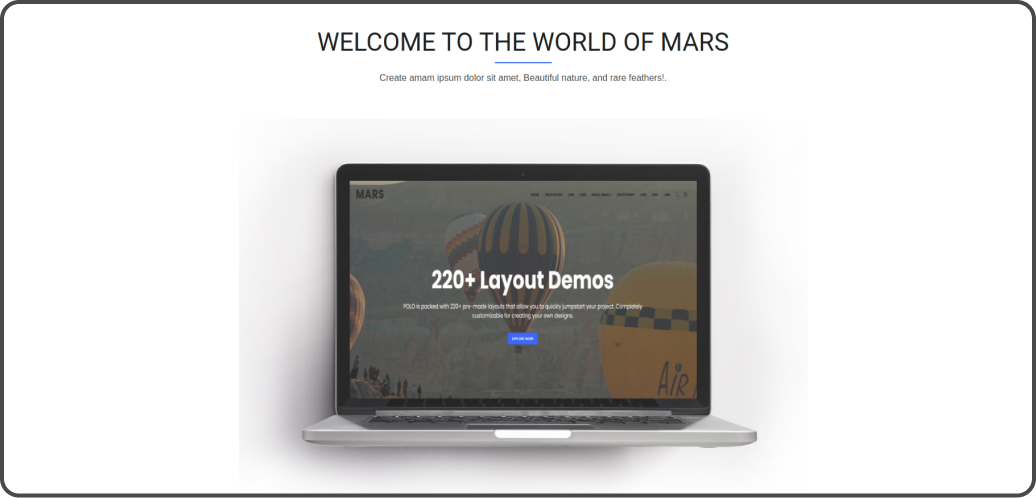 WELCOME TO THE WORLD OF MARS
Create amam ipsum dolor sit amet, Beautiful nature, and rare feathers!.
MARS
HOME
220+ Layout Demos
POLO is packed with 220+ pre-made layouts that allow you to quickly jumpstart your project. Completely
customizable for creating your own designs.
EXPLORE MORE
AIR